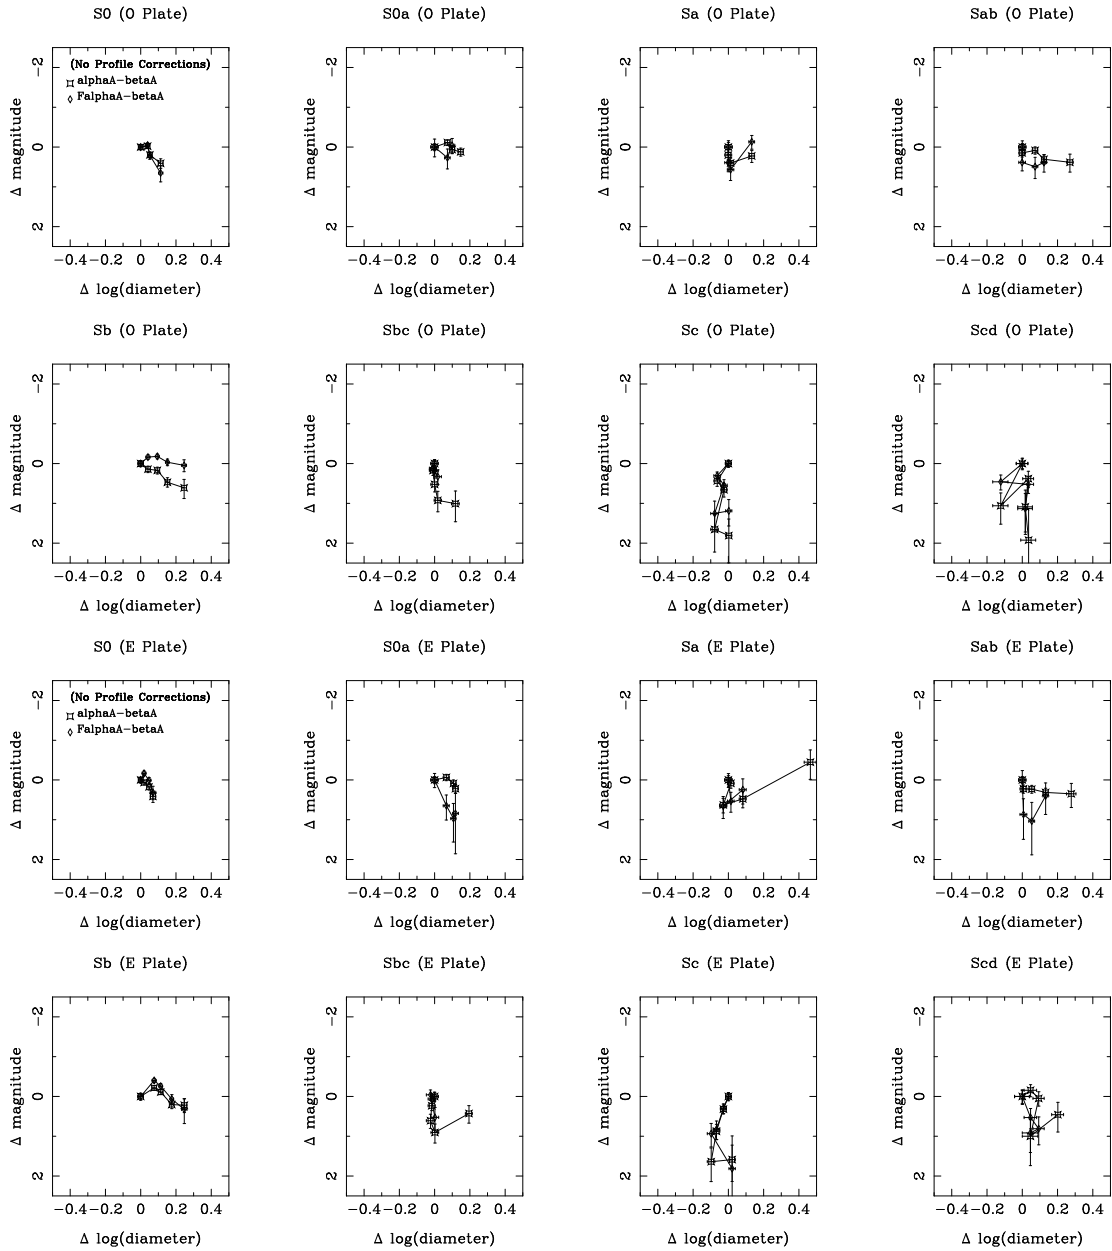 S0 (O Plate)
S0a (O Plate)
Sa (O Plate)
Sab (O Plate)
(No Profile Corrections)
alphaA-betaA
FalphaA-betaA
Δ magnitude
-2
0
2
-0.4-0.2 0 0.2 0.4
Δ log(diameter)
Δ magnitude
-2
0
2
-0.4-0.2 0 0.2 0.4
Δ log(diameter)
Δ magnitude
-2
0
2
-0.4-0.2 0 0.2 0.4
Δ log(diameter)
Δ magnitude
-2
0
2
-0.4-0.2 0 0.2 0.4
Δ log(diameter)
Sb (O Plate)
Sbc (O Plate)
Sc (O Plate)
Scd (O Plate)
Δ magnitude
-2
0
2
-0.4-0.2 0 0.2 0.4
Δ log(diameter)
Δ magnitude
-2
0
2
-0.4-0.2 0 0.2 0.4
Δ log(diameter)
Δ magnitude
-2
0
2
-0.4-0.2 0 0.2 0.4
Δ log(diameter)
Δ magnitude
-2
0
2
-0.4-0.2 0 0.2 0.4
Δ log(diameter)
S0 (E Plate)
S0a (E Plate)
Sa (E Plate)
Sab (E Plate)
(No Profile Corrections)
alphaA-betaA
FalphaA-betaA
Δ magnitude
-2
0
2
-0.4-0.2 0 0.2 0.4
Δ log(diameter)
Δ magnitude
-2
0
2
-0.4-0.2 0 0.2 0.4
Δ log(diameter)
Δ magnitude
-2
0
2
-0.4-0.2 0 0.2 0.4
Δ log(diameter)
Δ magnitude
-2
0
2
-0.4-0.2 0 0.2 0.4
Δ log(diameter)
Sb (E Plate)
Sbc (E Plate)
Sc (E Plate)
Scd (E Plate)
Δ magnitude
-2
0
2
-0.4-0.2 0 0.2 0.4
Δ log(diameter)
Δ magnitude
-2
0
2
-0.4-0.2 0 0.2 0.4
Δ log(diameter)
Δ magnitude
-2
0
2
-0.4-0.2 0 0.2 0.4
Δ log(diameter)
Δ magnitude
-2
0
2
-0.4-0.2 0 0.2 0.4
Δ log(diameter)